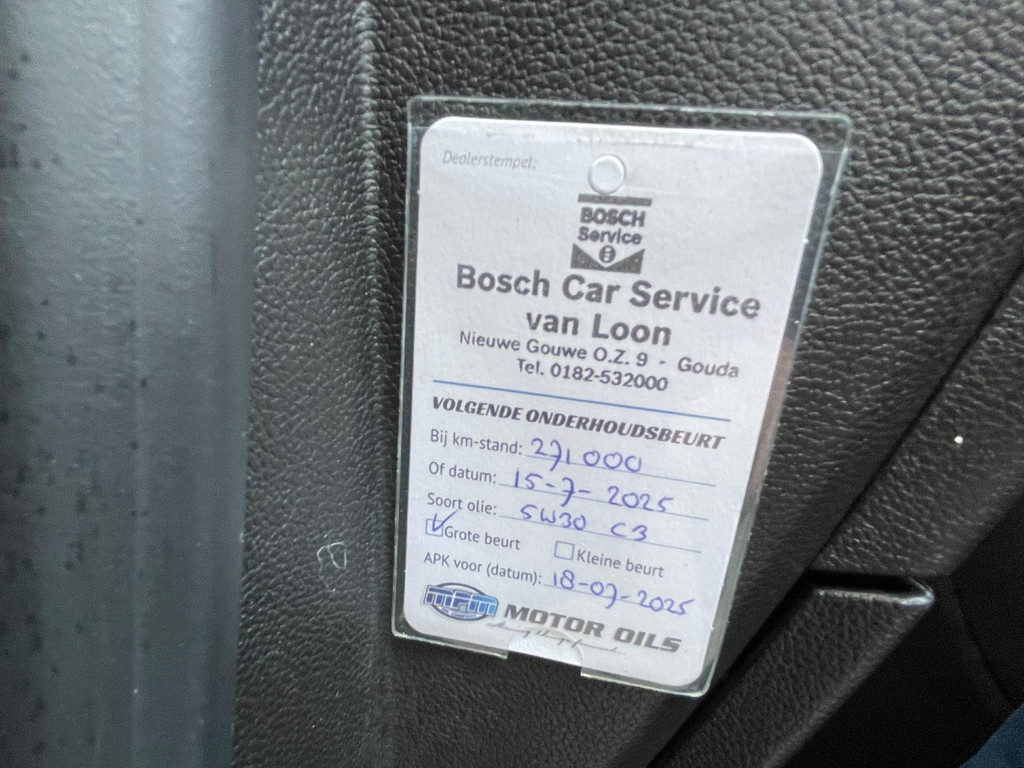 Dealerstempel:
BOSCH
Service
Bosch Car Service
van Loon
Nieuwe Gouwe O.Z. 9 - Gouda
Tel. 0182-532000
VOLGENDE ONDERHOUDSBEURT
Bij km-stand: 271000
Of datum: 15-7-2025
Soort olie: 5W30 C3
Grote beurt Kleine beurt
APK voor (datum): 18-07-2025
MPM MOTOR OILS